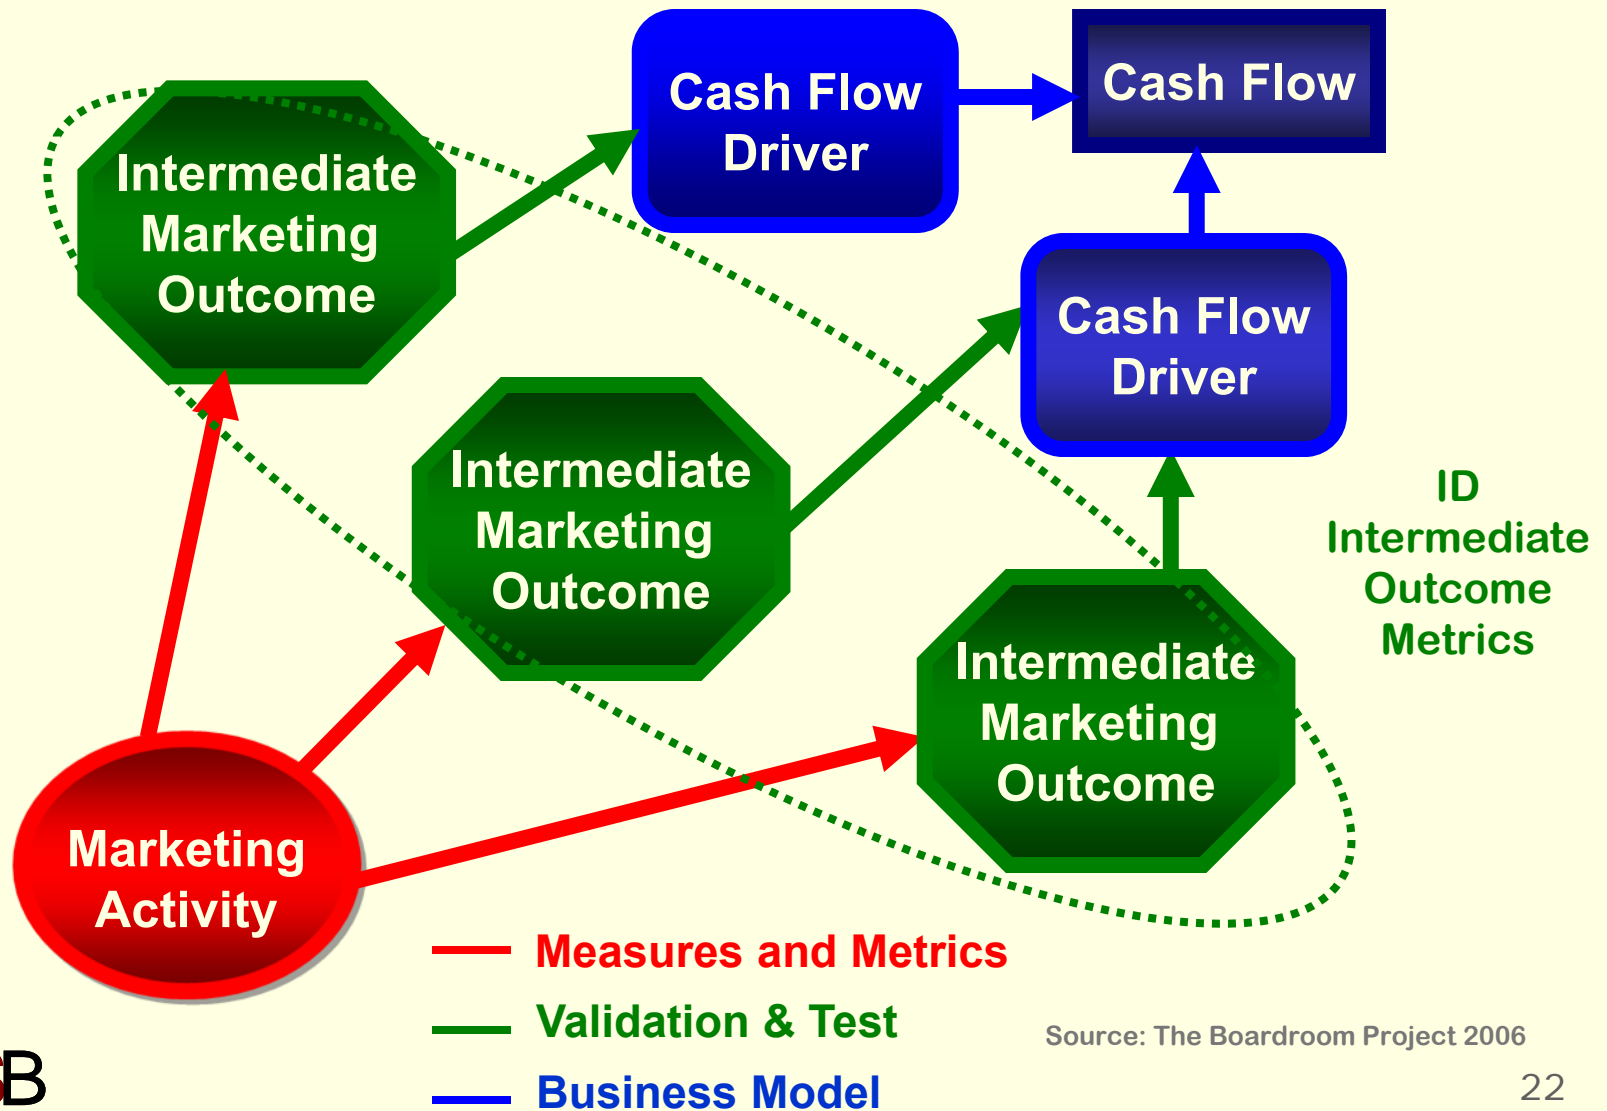 Cash Flow
Driver
Cash Flow
Intermediate
Marketing
Outcome
Cash Flow
Driver
Intermediate
Marketing
Outcome
ID
Intermediate
Outcome
Metrics
Intermediate
Marketing
Outcome
Marketing
Activity
Measures and Metrics
Validation & Test
Business Model
Source: The Boardroom Project 2006
B
22